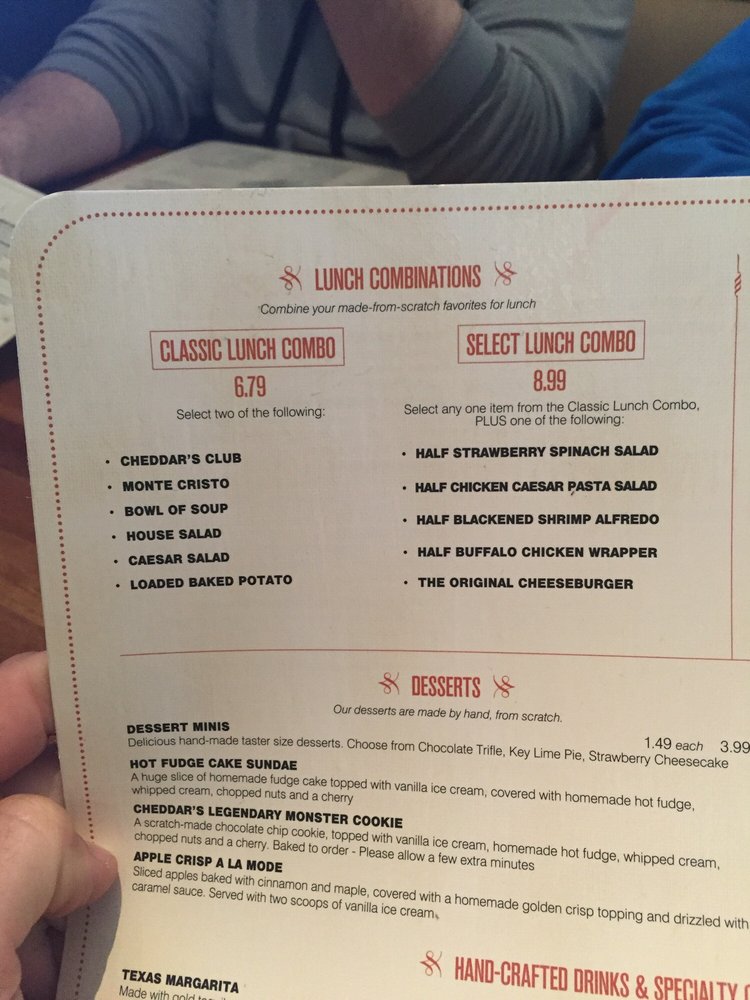 LUNCH COMBINATIONS
Combine your made-from-scratch favorites for lunch
CLASSIC LUNCH COMBO
6.79
Select two of the following:
• CHEDDAR'S CLUB
• MONTE CRISTO
• BOWL OF SOUP
• HOUSE SALAD
• CAESAR SALAD
• LOADED BAKED POTATO
SELECT LUNCH COMBO
8.99
Select any one item from the Classic Lunch Combo,
PLUS one of the following:
• HALF STRAWBERRY SPINACH SALAD
• HALF CHICKEN CAESAR PASTA SALAD
• HALF BLACKENED SHRIMP ALFREDO
• HALF BUFFALO CHICKEN WRAPPER
• THE ORIGINAL CHEESEBURGER
DESSERTS
Our desserts are made by hand, from scratch.
DESSERT MINIS 1.49 each 3.99
Delicious hand-made taster size desserts. Choose from Chocolate Trifle, Key Lime Pie, Strawberry Cheesecake
HOT FUDGE CAKE SUNDAE
A huge slice of homemade fudge cake topped with vanilla ice cream, covered with homemade hot fudge,
whipped cream, chopped nuts and a cherry
CHEDDAR'S LEGENDARY MONSTER COOKIE
A scratch-made chocolate chip cookie, topped with vanilla ice cream, homemade hot fudge, whipped cream,
chopped nuts and a cherry. Baked to order - Please allow a few extra minutes
APPLE CRISP A LA MODE
Sliced apples baked with cinnamon and maple, covered with a homemade golden crisp topping and drizzled with
caramel sauce. Served with two scoops of vanilla ice cream.
HAND-CRAFTED DRINKS & SPECIALTY
TEXAS MARGARITA
Made with gold